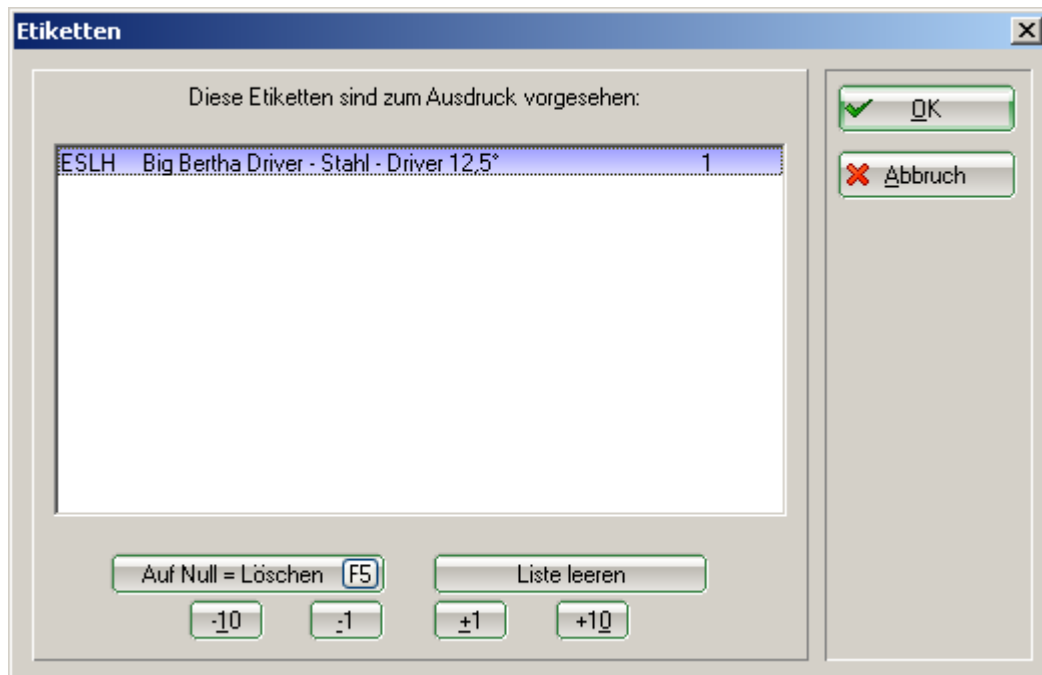 Etiketten
Diese Etiketten sind zum Ausdruck vorgesehen:
ESLH Big Bertha Driver - Stahl - Driver 12,5° 1
OK
Abbruch
Auf Null = Löschen F5 Liste leeren
-10 -1 +1 +10